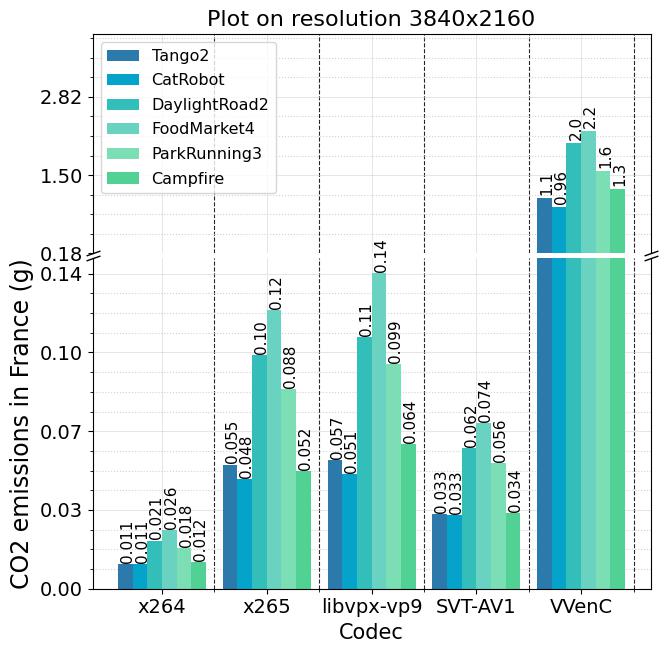 Plot on resolution 3840x2160
Tango2
CatRobot
DaylightRoad2
FoodMarket4
ParkRunning3
Campfire
2.82
1.50
0.18
0.14
0.10
0.07
0.03
0.00
CO2 emissions in France (g)
0.011
0.011
0.021
0.026
0.018
0.012
0.055
0.048
0.10
0.12
0.088
0.052
0.057
0.051
0.11
0.14
0.099
0.064
0.033
0.033
0.062
0.074
0.056
0.034
1.1
0.96
2.0
2.2
1.6
1.3
x264
x265
libvpx-vp9
SVT-AV1
VVenC
Codec